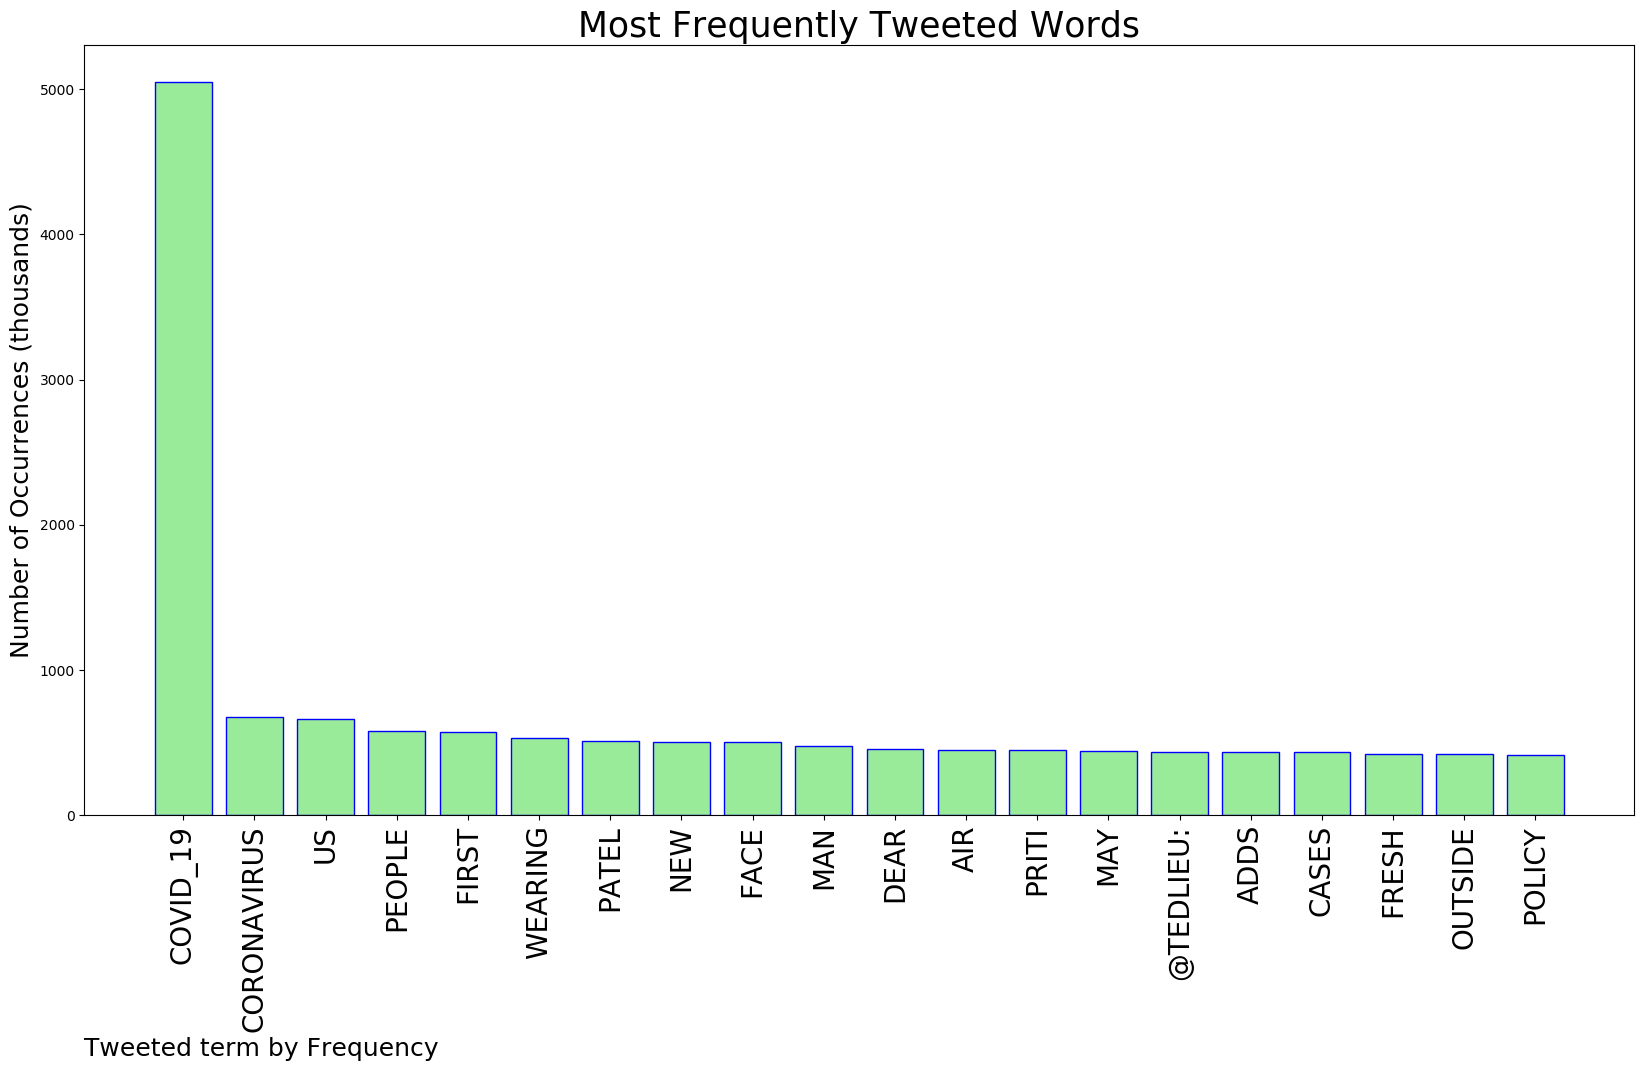 Most Frequently Tweeted Words
Number of Occurrences (thousands)
5000
4000
3000
2000
1000
0
COVID_19
CORONAVIRUS
US
PEOPLE
FIRST
WEARING
PATEL
NEW
FACE
MAN
DEAR
AIR
PRITI
MAY
@TEDLIEU:
ADDS
CASES
FRESH
OUTSIDE
POLICY
Tweeted term by Frequency